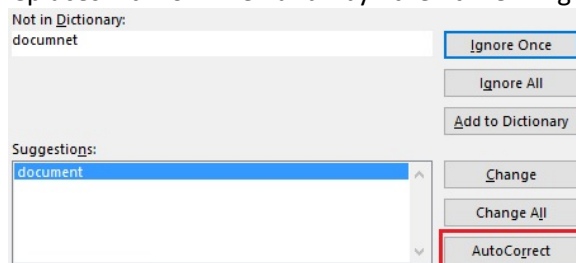 Not in Dictionary:
documnet
Ignore Once
Ignore All
Add to Dictionary
Suggestions:
document
Change
Change All
AutoCorrect